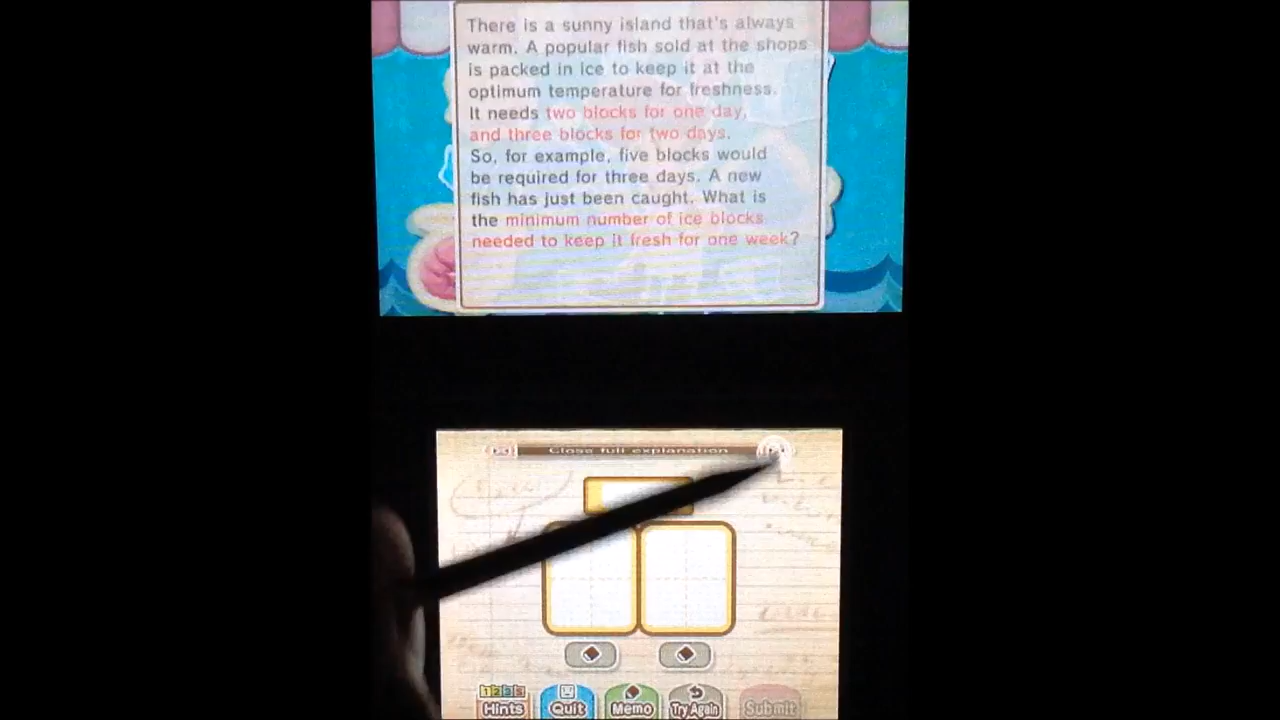 There is a sunny island that's always
warm. A popular fish sold at the shops
is packed in ice to keep it at the
optimum temperature for freshness.
It needs two blocks for one day,
and three blocks for two days.
So, for example, five blocks would
be required for three days. A new
fish has just been caught. What is
the minimum number of ice blocks
needed to keep it fresh for one week?
Close full explanation
Hints
Quit
Memo
Try Again
Submit